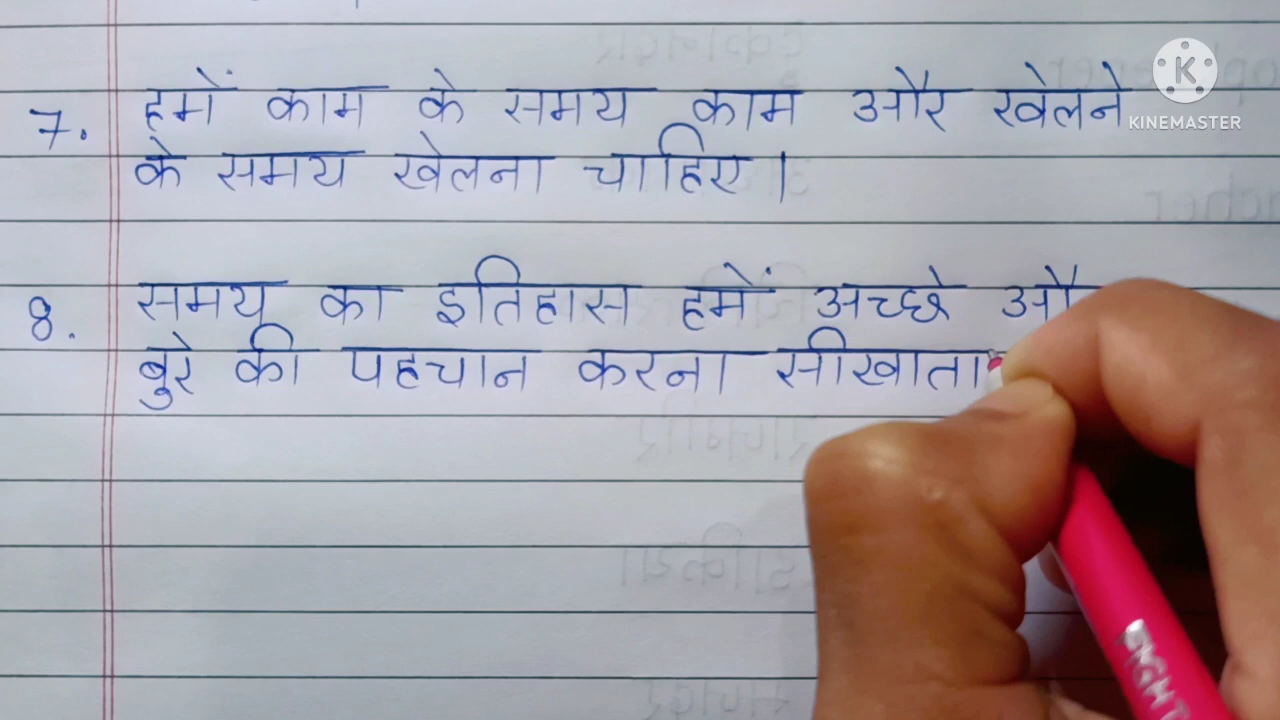 7. हमें काम के समय काम और खेलने
के समय खेलना चाहिए।
8. समय का इतिहास हमें अच्छे औ
बुरे की पहचान करना सीखाता
KINEMASTER